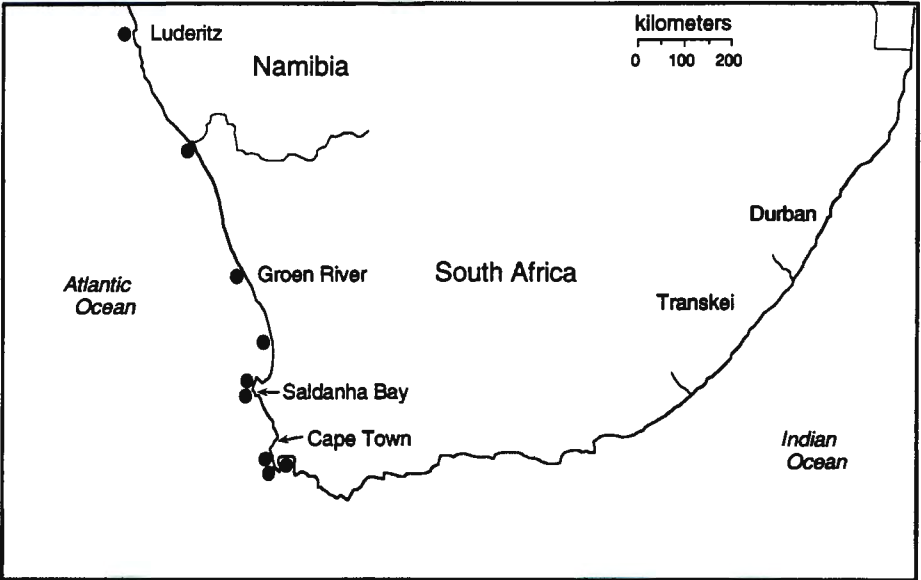 Luderitz
Namibia
kilometers
0 100 200
Durban
Groen River
South Africa
Atlantic
Ocean
Transkei
Saldanha Bay
Cape Town
Indian
Ocean